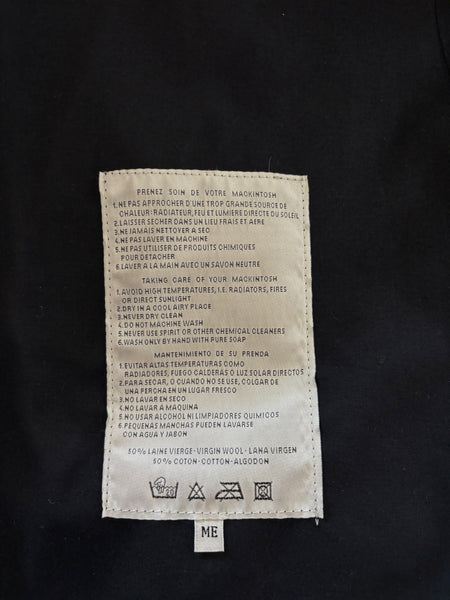 PRENEZ SOIN DE VOTRE MACKINTOSH
1.NE PAS APPROCHER D'UNE TROP GRANDE SOURCE DE
CHALEUR: RADIATEUR, FEU ET LUMIERE DIRECTE DU SOLEIL
2.LAISSER SECHER DANS UN LIEU FRAIS ET AERE
3.NE JAMAIS NETTOYER A SEC
4.NE PAS LAVER EN MACHINE
5.NE PAS UTILISER DE PRODUITS CHIMIQUES
POUR DETACHER
6.LAVER A LA MAIN AVEC UN SAVON NEUTRE
TAKING CARE OF YOUR MACKINTOSH
1.AVOID HIGH TEMPERATURES, I.E. RADIATORS, FIRES
OR DIRECT SUNLIGHT
2.DRY IN A COOL AIRY PLACE
3.NEVER DRY CLEAN
4.DO NOT MACHINE WASH
5.NEVER USE SPIRIT OR OTHER CHEMICAL CLEANERS
6.WASH ONLY BY HAND WITH PURE SOAP
MANTENIMIENTO DE SU PRENDA
1.EVITAR ALTAS TEMPERATURAS COMO
RADIADORES, FUEGO CALDERAS O LUZ SOLAR DIRECTOS
2.PARA SECAR, O CUANDO NO SE USE, COLGAR DE
UNA PERCHA EN UN LUGAR FRESCO
3.NO LAVAR EN SECO
4.NO LAVAR A MAQUINA
5.NO USAR ALCOHOL NI LIMPIADORES QUIMICOS
6.PEQUENAS MANCHAS PUEDEN LAVARSE
CON AGUA Y JABON
50% LAINE VIERGE-VIRGIN WOOL-LANA VIRGEN
50% COTON-COTTON-ALGODON
ME